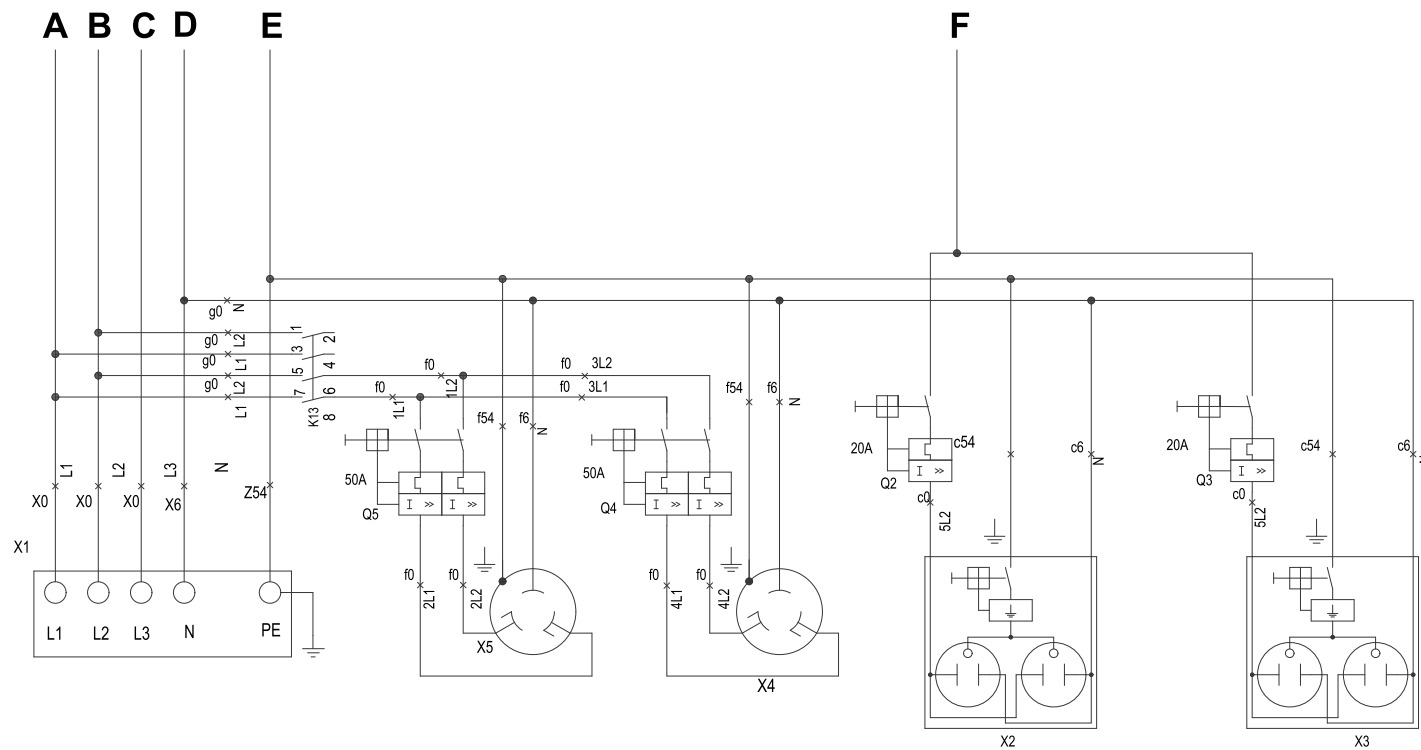 A B C D E F
g0 N
g0 L2 1 2
g0 L1 3 4
g0 L2 5 6
L1 7 8
K13
f0 1L2 f0 3L2
f0 1L1 f0 3L1
f54 f6 N
f54 f6 N
L1 L2 L3 N
X0 X0 X0 X6 Z54
50A Q5 I >> I >>
50A Q4 I >> I >>
20A Q2 I >> c54 c6 N
c0 5L2
20A Q3 I >> c54 c6
c0 5L2
f0 2L1 f0 2L2
f0 4L1 f0 4L2
X1
L1 L2 L3 N PE
X5
X4
X2
X3